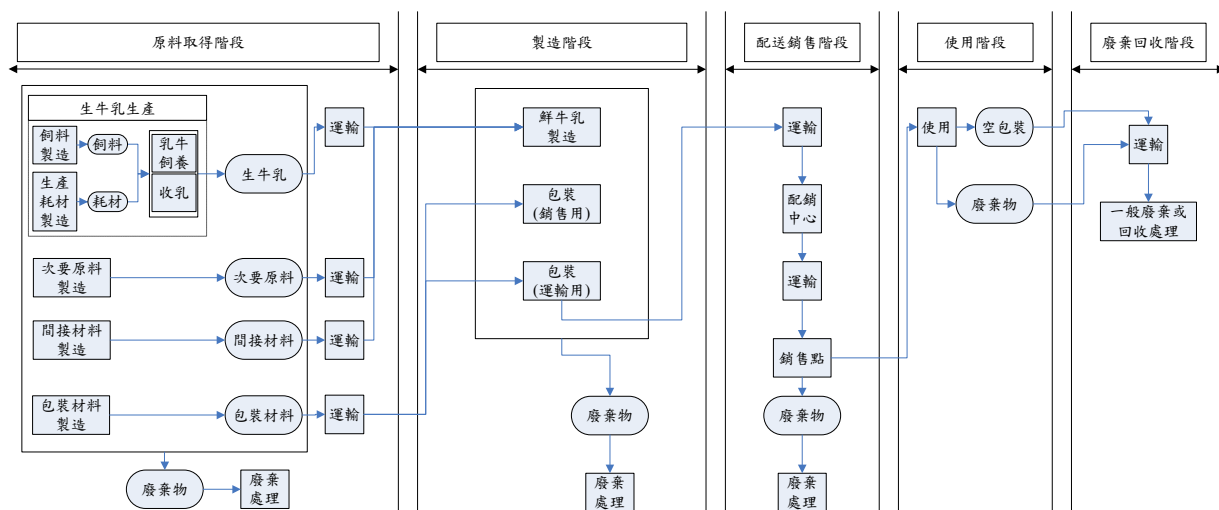 原料取得階段
製造階段
配送銷售階段
使用階段
廢棄回收階段
生牛乳生產
飼料
製造
飼料
乳牛
飼養
收乳
生產
耗材
製造
耗材
生牛乳
運輸
次要原料
製造
次要原料
運輸
間接材料
製造
間接材料
運輸
包裝材料
製造
包裝材料
運輸
廢棄物
廢棄
處理
鮮牛乳
製造
包裝
(銷售用)
包裝
(運輸用)
廢棄物
廢棄
處理
運輸
配銷
中心
運輸
銷售點
廢棄物
廢棄
處理
使用
空包裝
廢棄物
運輸
一般廢棄或
回收處理